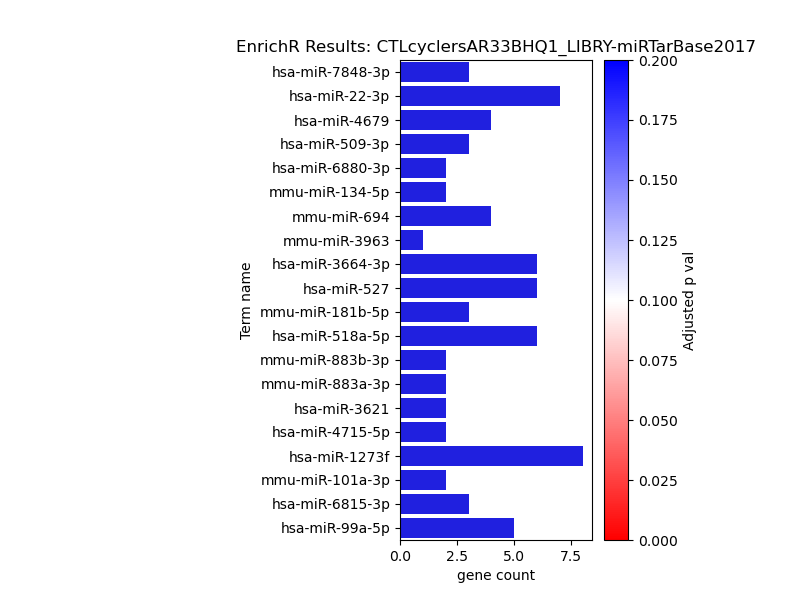 EnrichR Results: CTLcyclersAR33BHQ1_LIBRY-miRTarBase2017
hsa-miR-7848-3p
hsa-miR-22-3p
hsa-miR-4679
hsa-miR-509-3p
hsa-miR-6880-3p
mmu-miR-134-5p
mmu-miR-694
mmu-miR-3963
hsa-miR-3664-3p
hsa-miR-527
mmu-miR-181b-5p
hsa-miR-518a-5p
mmu-miR-883b-3p
mmu-miR-883a-3p
hsa-miR-3621
hsa-miR-4715-5p
hsa-miR-1273f
mmu-miR-101a-3p
hsa-miR-6815-3p
hsa-miR-99a-5p
Term name
0.0 2.5 5.0 7.5
gene count
0.200
0.175
0.150
0.125
0.100
0.075
0.050
0.025
0.000
Adjusted p val